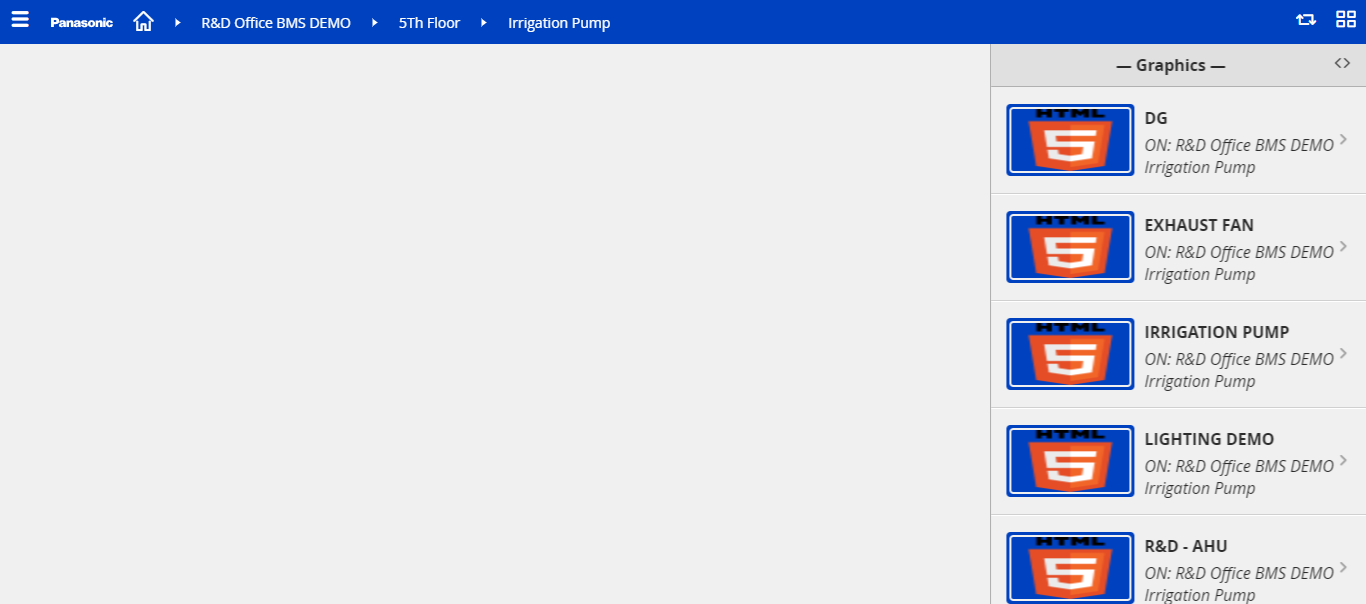 Panasonic R&D Office BMS DEMO 5Th Floor Irrigation Pump
— Graphics —
HTML
5
DG
ON: R&D Office BMS DEMO
Irrigation Pump
HTML
5
EXHAUST FAN
ON: R&D Office BMS DEMO
Irrigation Pump
HTML
5
IRRIGATION PUMP
ON: R&D Office BMS DEMO
Irrigation Pump
HTML
5
LIGHTING DEMO
ON: R&D Office BMS DEMO
Irrigation Pump
HTML
5
R&D - AHU
ON: R&D Office BMS DEMO
Irrigation Pump